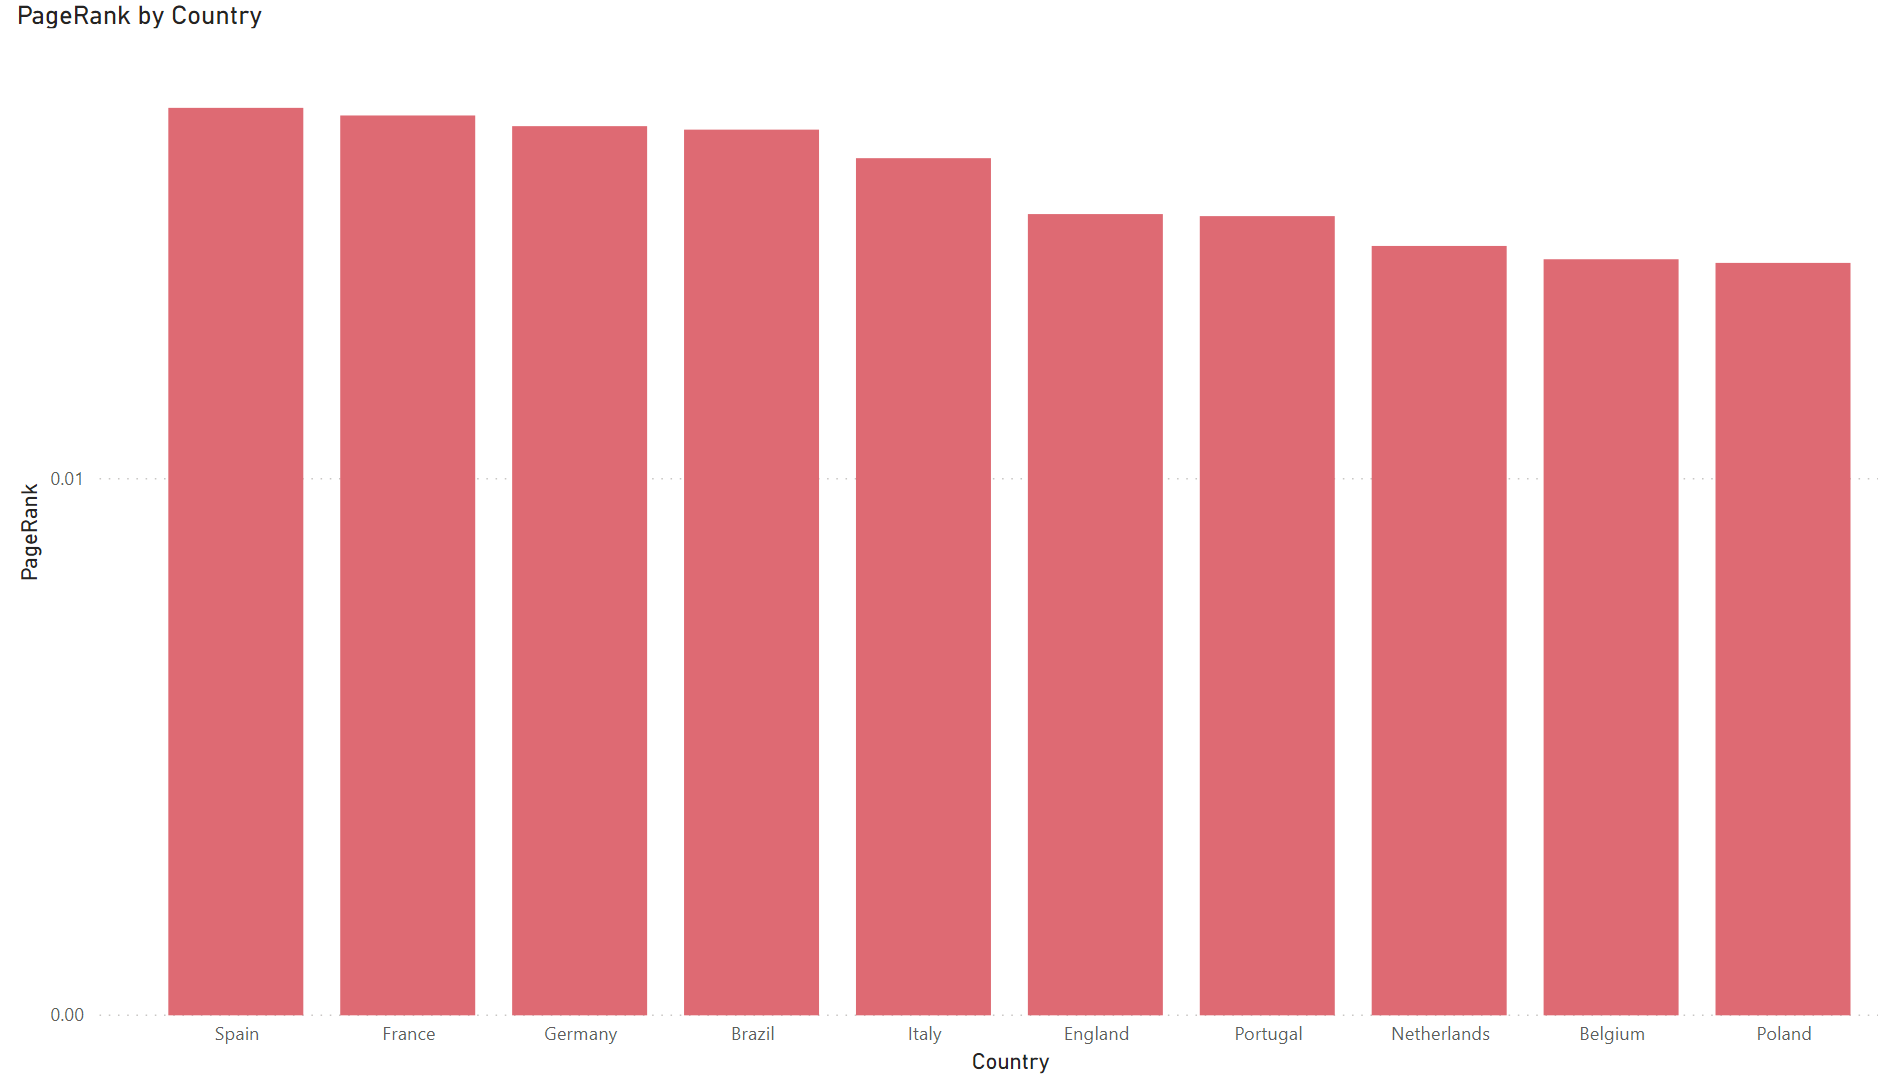 PageRank by Country
PageRank
0.01
0.00
Spain France Germany Brazil Italy England Portugal Netherlands Belgium Poland
Country